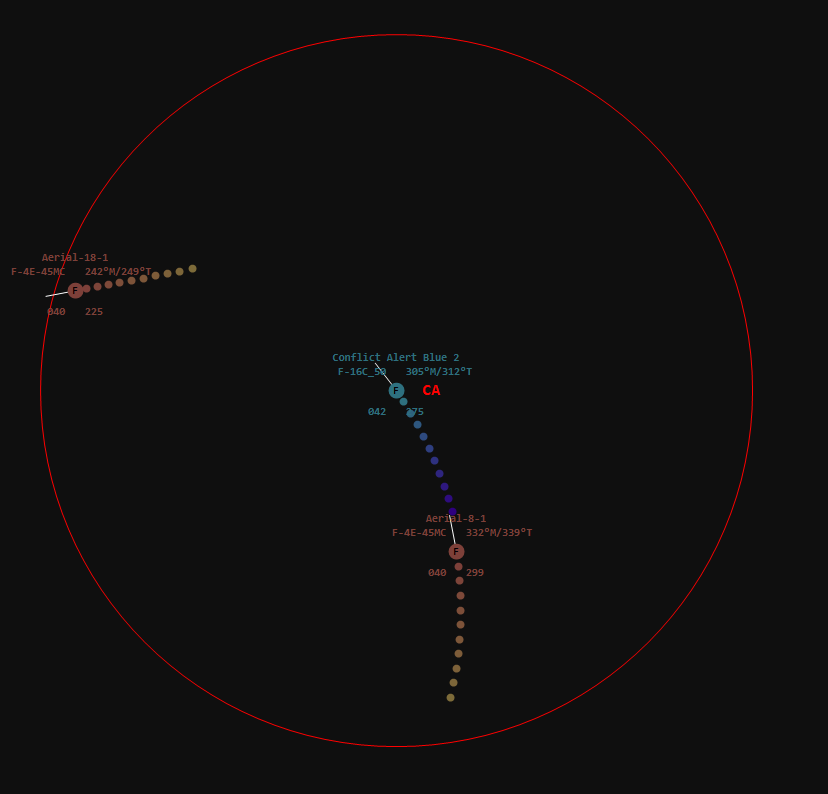 Aerial-18-1
F-4E-45MC 242°M/249°T
F
040 225
Conflict Alert Blue 2
F-16C_50 305°M/312°T
F CA
042 275
Aerial-8-1
F-4E-45MC 332°M/339°T
F
040 299